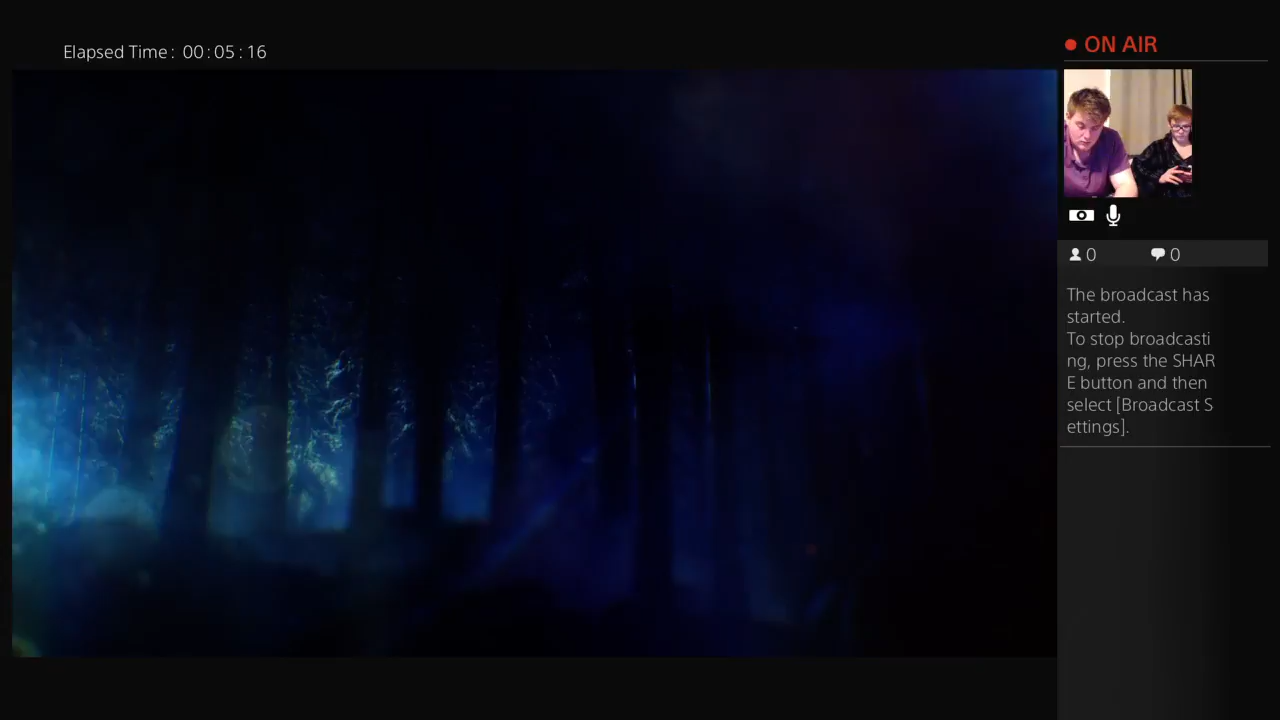 Elapsed Time: 00:05:16
ON AIR
0
0
The broadcast has
started.
To stop broadcasti
ng, press the SHAR
E button and then
select [Broadcast S
ettings].